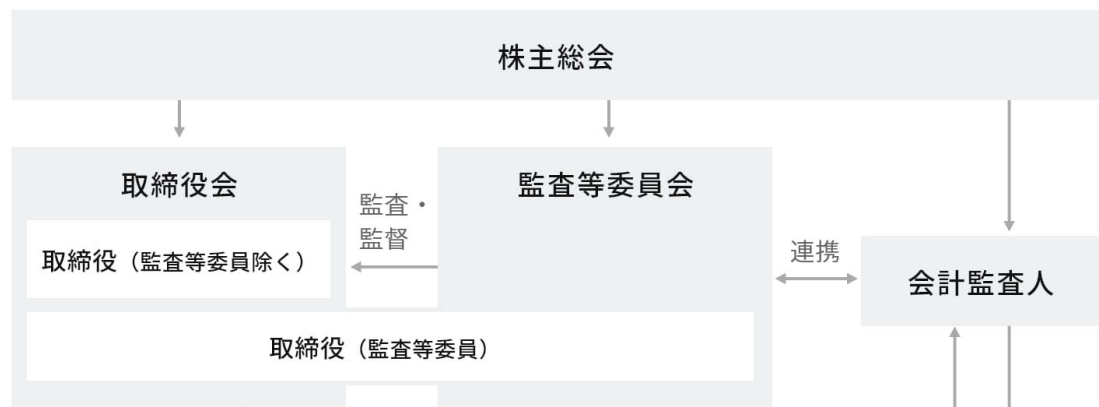 株主総会
取締役会
監査等委員会
監査・
監督
取締役（監査等委員除く）
連携
会計監査人
取締役（監査等委員）